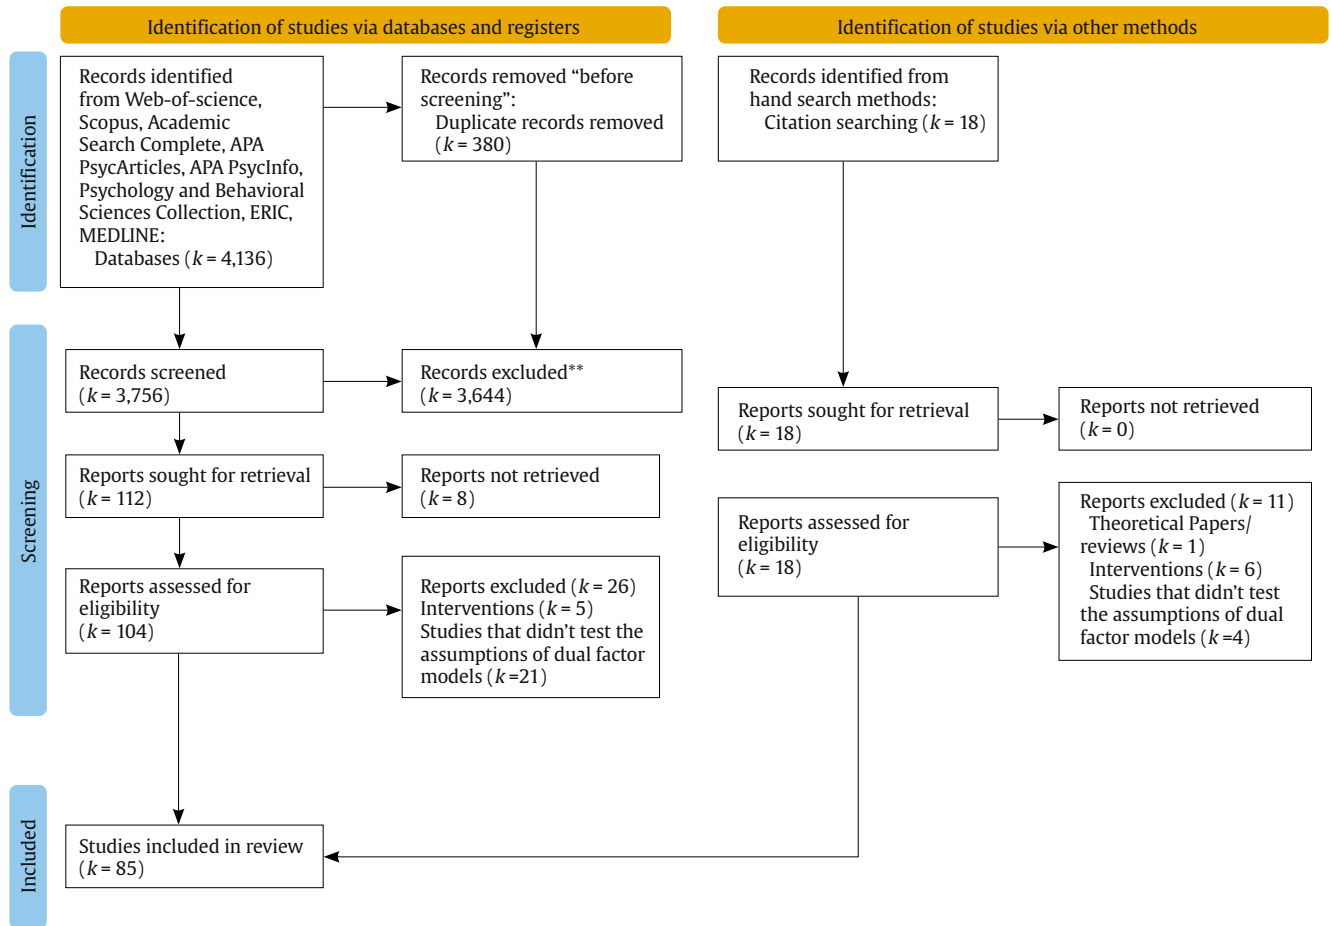 Identification of studies via databases and registers
Identification of studies via other methods
Identification
Records identified
from Web-of-science,
Scopus, Academic
Search Complete, APA
PsycArticles, APA PsycInfo,
Psychology and Behavioral
Sciences Collection, ERIC,
MEDLINE:
Databases (k = 4,136)
Records removed “before
screening”:
Duplicate records removed
(k = 380)
Records identified from
hand search methods:
Citation searching (k = 18)
Screening
Records screened
(k = 3,756)
Records excluded**
(k = 3,644)
Reports sought for retrieval
(k = 112)
Reports not retrieved
(k = 8)
Reports assessed for
eligibility
(k = 104)
Reports excluded (k = 26)
Interventions (k = 5)
Studies that didn’t test the
assumptions of dual factor
models (k =21)
Reports sought for retrieval
(k = 18)
Reports not retrieved
(k = 0)
Reports assessed for
eligibility
(k = 18)
Reports excluded (k = 11)
Theoretical Papers/
reviews (k = 1)
Interventions (k = 6)
Studies that didn’t test
the assumptions of dual
factor models (k =4)
Included
Studies included in review
(k = 85)